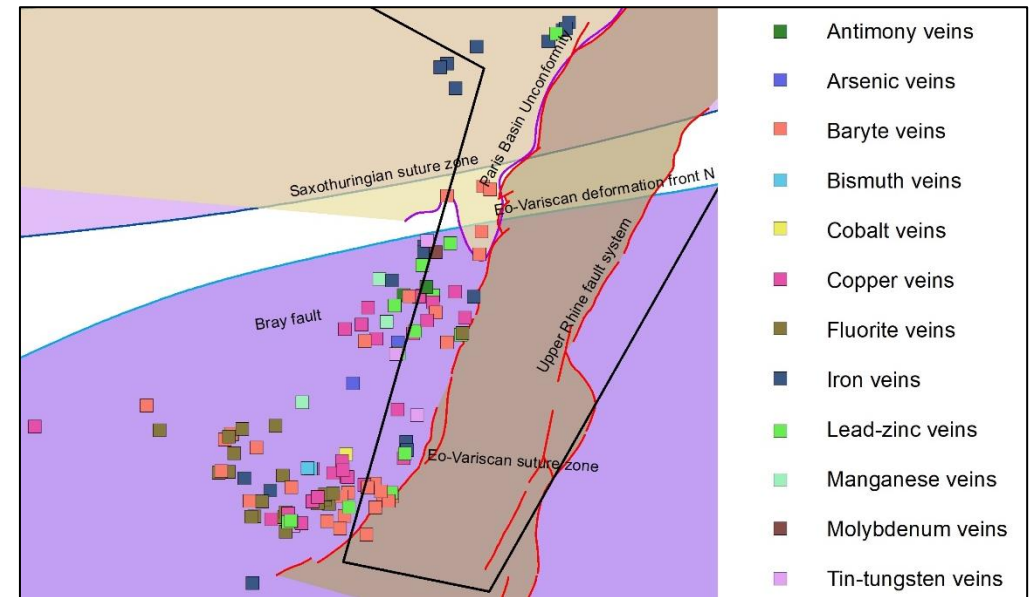 Paris Basin Unconformity
Saxothuringian suture zone
Eo-Variscan deformation front N
Bray fault
Upper Rhine fault system
Eo-Variscan suture zone
Antimony veins
Arsenic veins
Baryte veins
Bismuth veins
Cobalt veins
Copper veins
Fluorite veins
Iron veins
Lead-zinc veins
Manganese veins
Molybdenum veins
Tin-tungsten veins